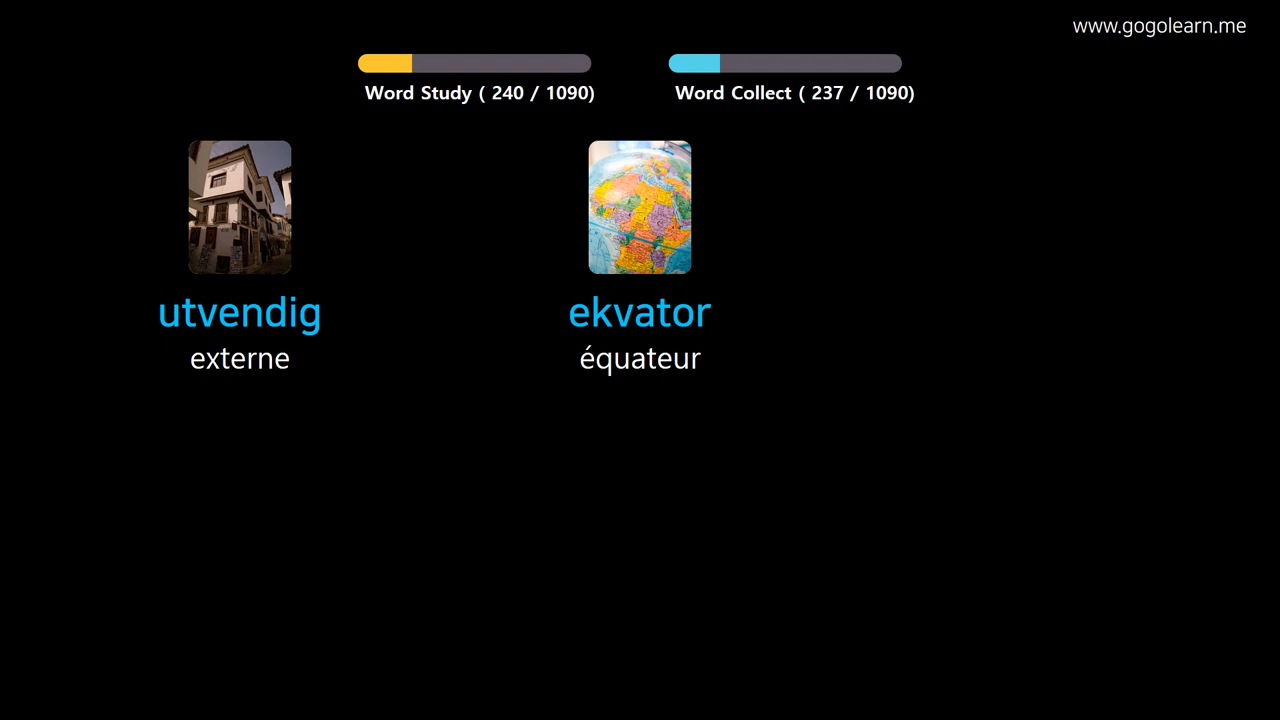 www.gogolearn.me
Word Study ( 240 / 1090)
Word Collect ( 237 / 1090)
utvendig
externe
ekvator
équateur